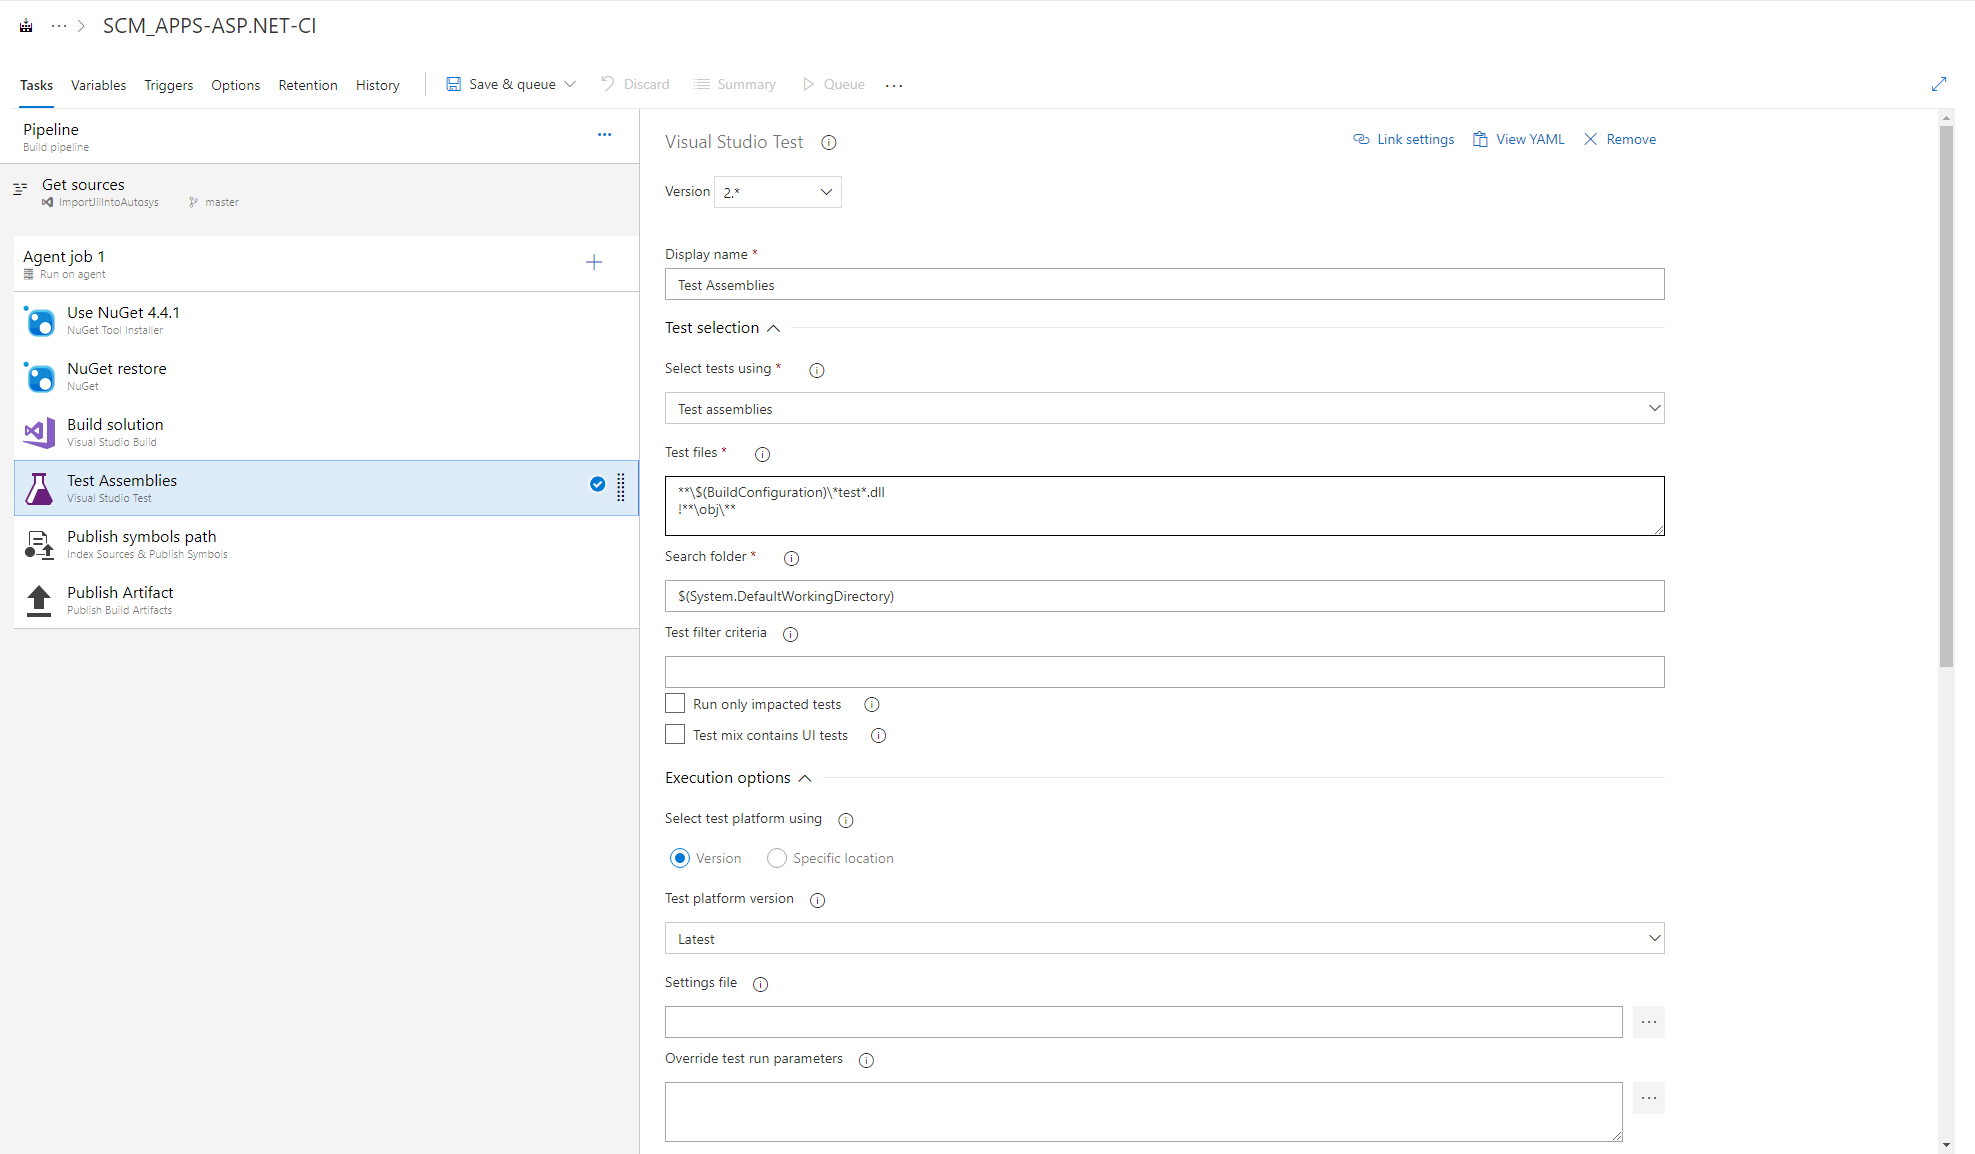 SCM_APPS-ASP.NET-CI
Tasks Variables Triggers Options Retention History Save & queue Discard Summary Queue ...
Pipeline
Build pipeline
...
Get sources
ImportJilIntoAutosys master
Agent job 1
Run on agent
Use NuGet 4.4.1
NuGet Tool Installer
NuGet restore
NuGet
Build solution
Visual Studio Build
Test Assemblies
Visual Studio Test
Publish symbols path
Index Sources & Publish Symbols
Publish Artifact
Publish Build Artifacts
Visual Studio Test
Link settings View YAML Remove
Version 2.*
Display name *
Test Assemblies
Test selection
Select tests using *
Test assemblies
Test files *
**\$(BuildConfiguration)\*test*.dll
!**\obj\**
Search folder *
$(System.DefaultWorkingDirectory)
Test filter criteria
Run only impacted tests
Test mix contains UI tests
Execution options
Select test platform using
Version Specific location
Test platform version
Latest
Settings file
...
Override test run parameters
...